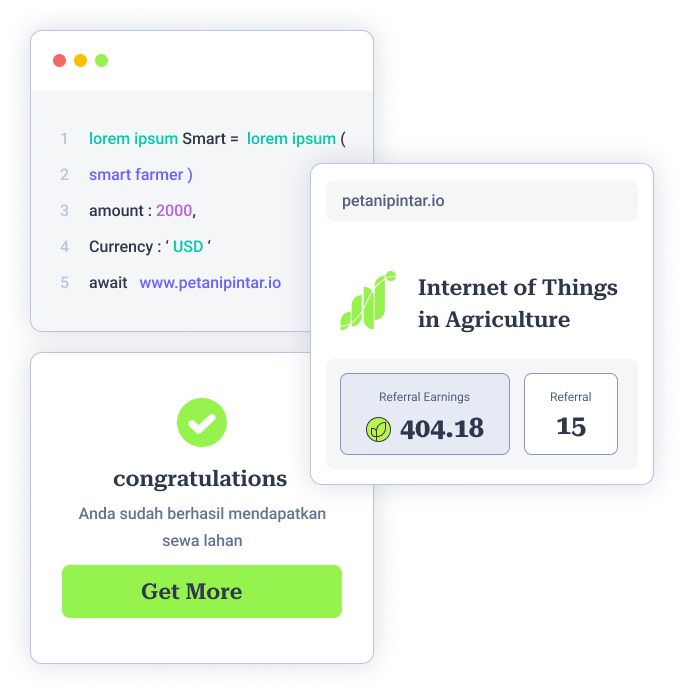 1 lorem ipsum Smart = lorem ipsum (
2 smart farmer )
3 amount : 2000,
4 Currency : ‘ USD ‘
5 await www.petanipintar.io
petanipintar.io
Internet of Things
in Agriculture
Referral Earnings
404.18
Referral
15
congratulations
Anda sudah berhasil mendapatkan
sewa lahan
Get More